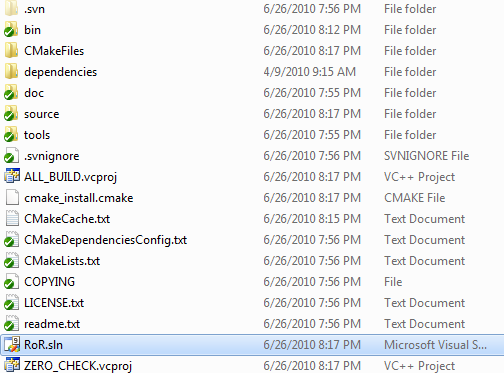 .svn 6/26/2010 7:56 PM File folder
bin 6/26/2010 8:12 PM File folder
CMakeFiles 6/26/2010 8:17 PM File folder
dependencies 4/9/2010 9:15 AM File folder
doc 6/26/2010 7:55 PM File folder
source 6/26/2010 8:17 PM File folder
tools 6/26/2010 7:55 PM File folder
.svnignore 6/26/2010 7:56 PM SVNIGNORE File
ALL_BUILD.vcproj 6/26/2010 8:17 PM VC++ Project
cmake_install.cmake 6/26/2010 8:17 PM CMAKE File
CMakeCache.txt 6/26/2010 8:15 PM Text Document
CMakeDependenciesConfig.txt 6/26/2010 7:56 PM Text Document
CMakeLists.txt 6/26/2010 7:56 PM Text Document
COPYING 6/26/2010 7:56 PM File
LICENSE.txt 6/26/2010 7:56 PM Text Document
readme.txt 6/26/2010 7:56 PM Text Document
RoR.sln 6/26/2010 8:17 PM Microsoft Visual S...
ZERO_CHECK.vcproj 6/26/2010 8:17 PM VC++ Project